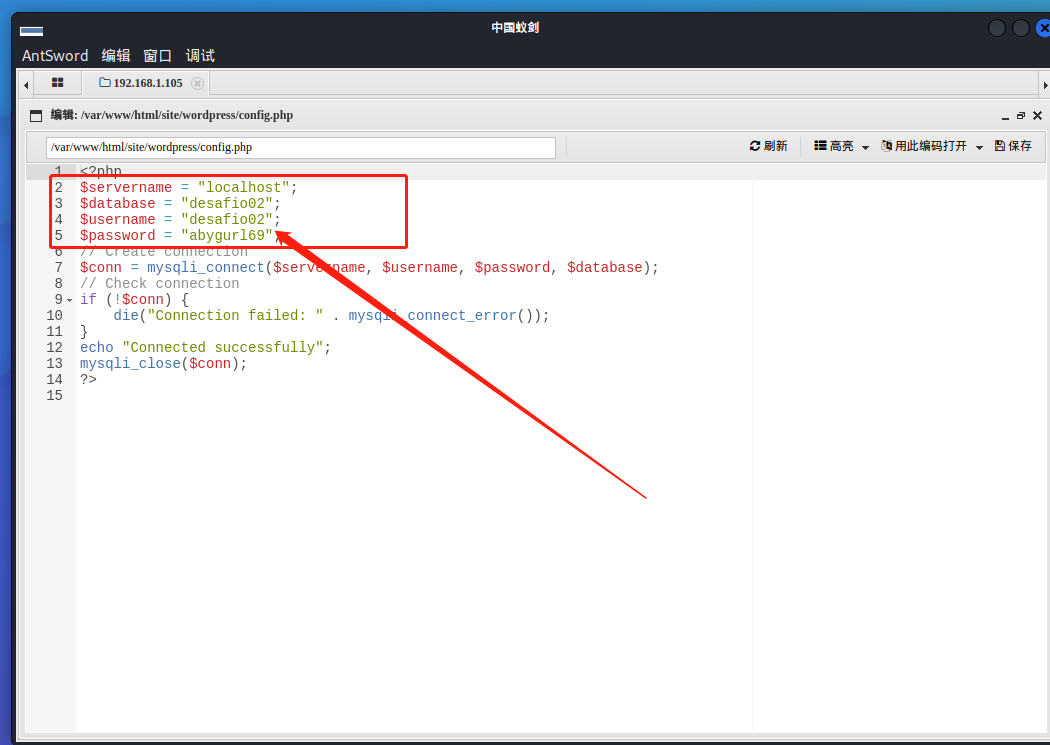 中国蚁剑
AntSword 编辑 窗口 调试
192.168.1.105
编辑: /var/www/html/site/wordpress/config.php
/var/www/html/site/wordpress/config.php 刷新 高亮 用此编码打开 保存
1 <?php
2 $servername = "localhost";
3 $database = "desafio02";
4 $username = "desafio02";
5 $password = "abygurl69";
6 // Create connection
7 $conn = mysqli_connect($servername, $username, $password, $database);
8 // Check connection
9 if (!$conn) {
10 die("Connection failed: " . mysqli_connect_error());
11 }
12 echo "Connected successfully";
13 mysqli_close($conn);
14 ?>
15